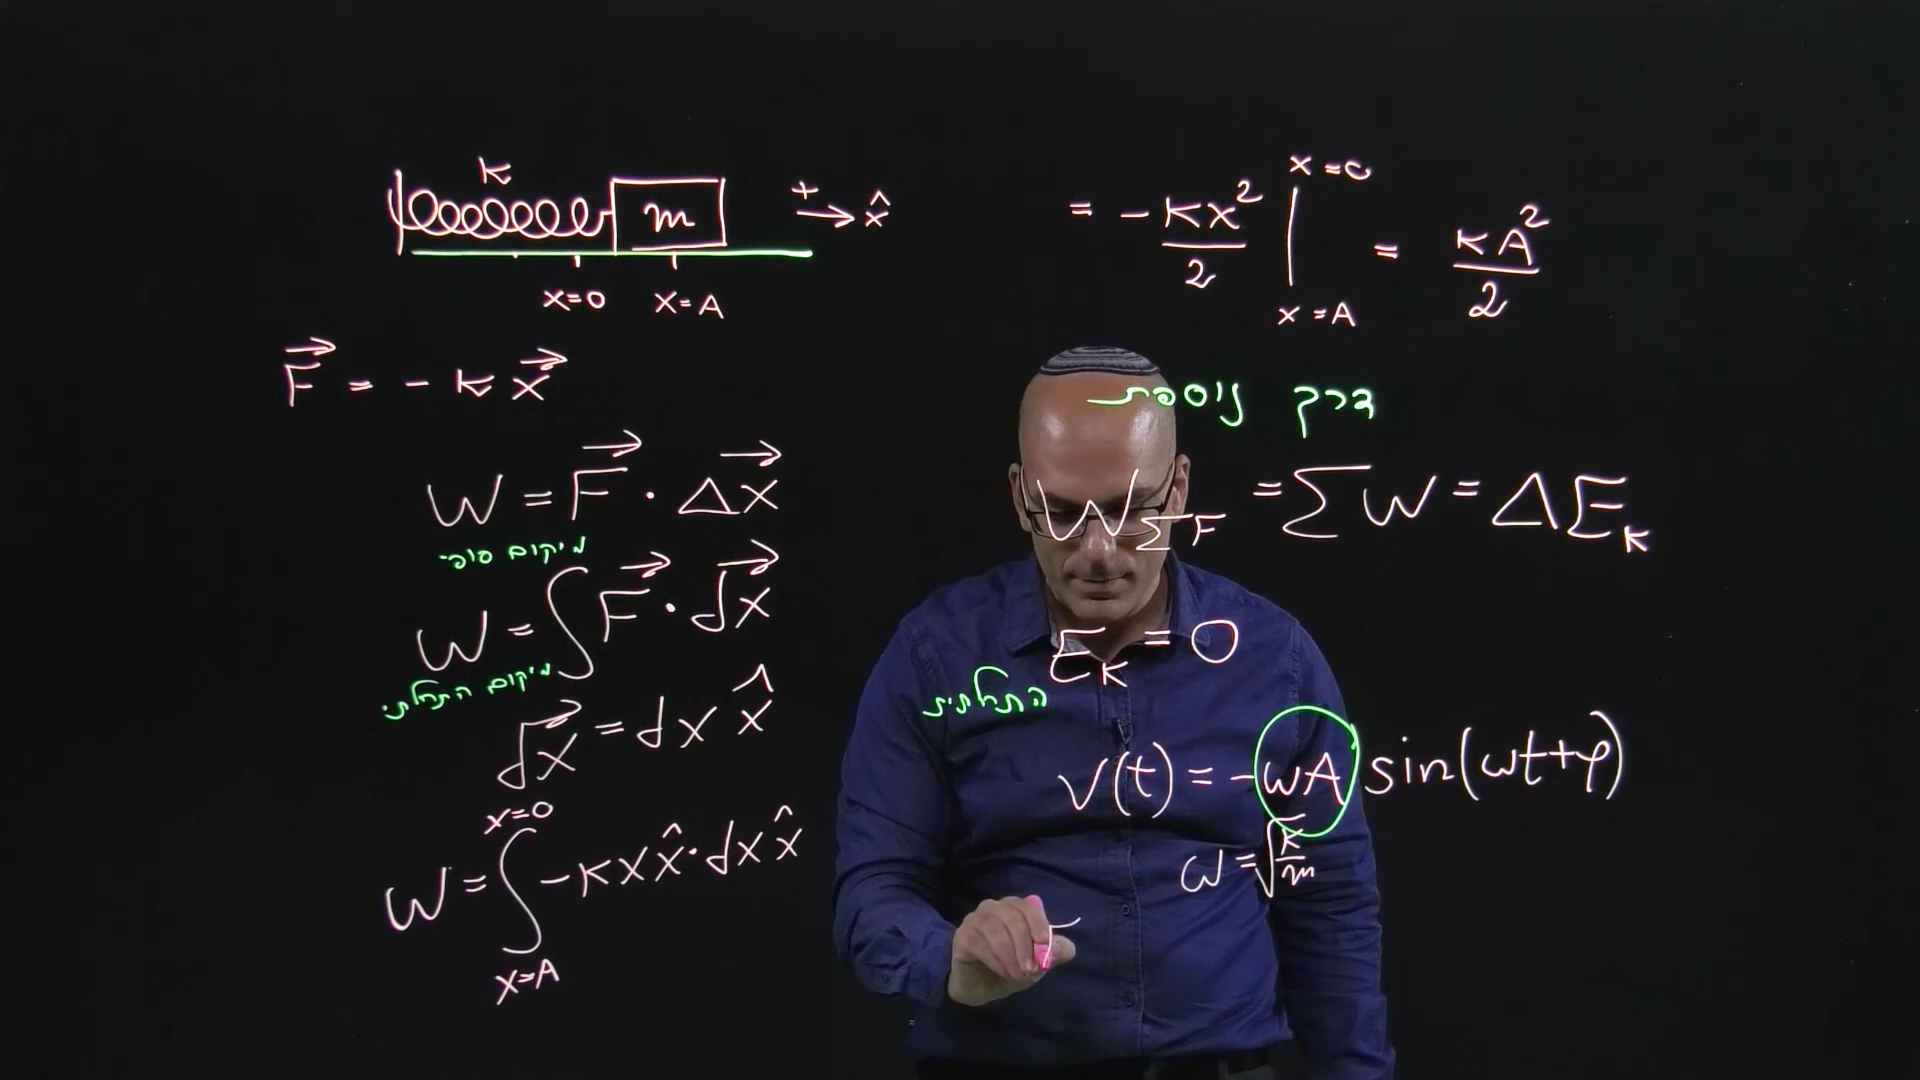 k
m
+ → x̂
x=0 x=A
F⃗ = -k x⃗
W = F⃗ · Δx⃗
מיקום סופי
W = ∫ F⃗ · dx⃗
מיקום התחלתי
dx⃗ = dx x̂
x=0
W = ∫ -kx x̂ · dx x̂
x=A
x=0
= -kx²/2 | = kA²/2
x=A
דרך נוספת
W_ΣF = ΣW = ΔE_k
E_k = 0
התחלתית
v(t) = -ωA sin(ωt+φ)
ω = √(k/m)